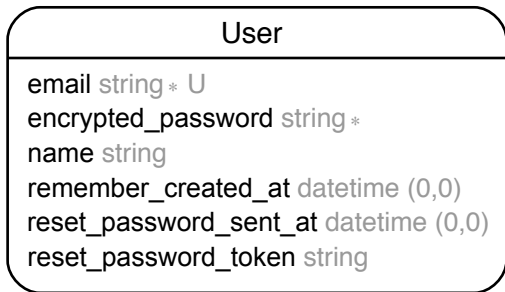 User
email string * U
encrypted_password string *
name string
remember_created_at datetime (0,0)
reset_password_sent_at datetime (0,0)
reset_password_token string